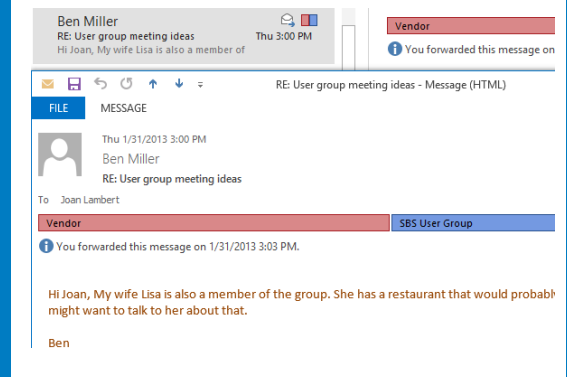 Ben Miller
RE: User group meeting ideas Thu 3:00 PM
Hi Joan, My wife Lisa is also a member of
Vendor
You forwarded this message on
RE: User group meeting ideas - Message (HTML)
FILE MESSAGE
Thu 1/31/2013 3:00 PM
Ben Miller
RE: User group meeting ideas
To Joan Lambert
Vendor SBS User Group
You forwarded this message on 1/31/2013 3:03 PM.
Hi Joan, My wife Lisa is also a member of the group. She has a restaurant that would probably
might want to talk to her about that.
Ben